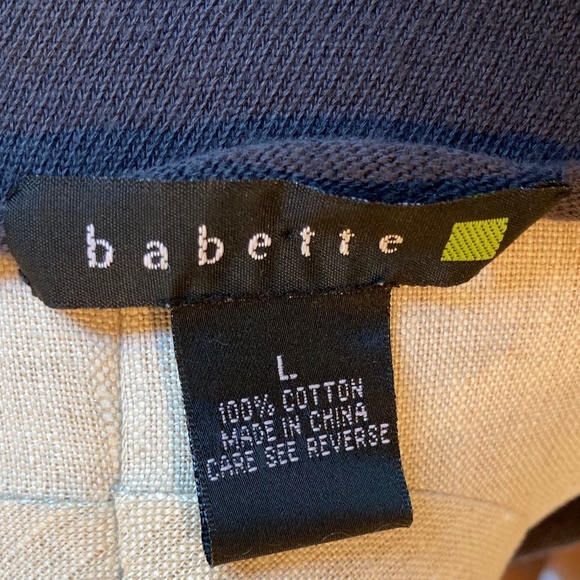 babette
L
100% COTTON
MADE IN CHINA
CARE SEE REVERSE